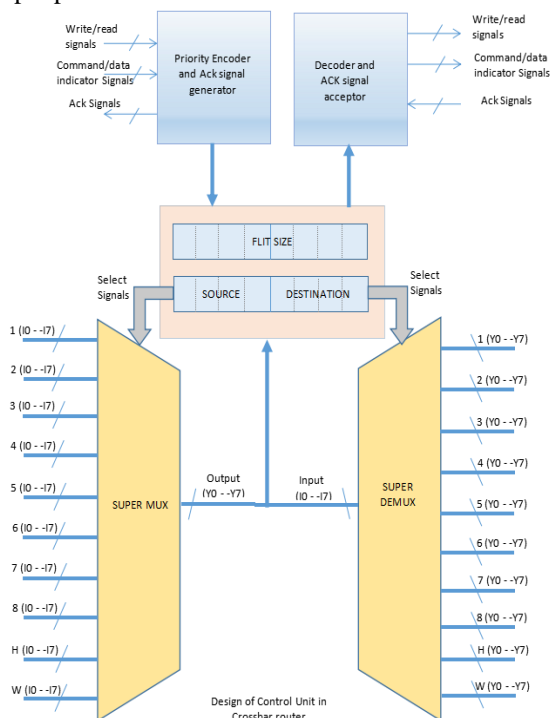 Write/read
signals
Command/data
indicator Signals
Ack Signals
Priority Encoder
and Ack signal
generator
Decoder and
ACK signal
acceptor
Write/read
signals
Command/data
indicator Signals
Ack Signals
FLIT SIZE
Select
Signals
SOURCE
DESTINATION
Select
Signals
1 (I0 - -I7)
2 (I0 - -I7)
3 (I0 - -I7)
4 (I0 - -I7)
5 (I0 - -I7)
6 (I0 - -I7)
7 (I0 - -I7)
8 (I0 - -I7)
H (I0 - -I7)
W (I0 - -I7)
SUPER MUX
Output
(Y0 - -Y7)
Input
(I0 - -I7)
SUPER
DEMUX
1 (Y0 - -Y7)
2 (Y0 - -Y7)
3 (Y0 - -Y7)
4 (Y0 - -Y7)
5 (Y0 - -Y7)
6 (Y0 - -Y7)
7 (Y0 - -Y7)
8 (Y0 - -Y7)
H (Y0 - -Y7)
W (Y0 - -Y7)
Design of Control Unit in
Crossbar router